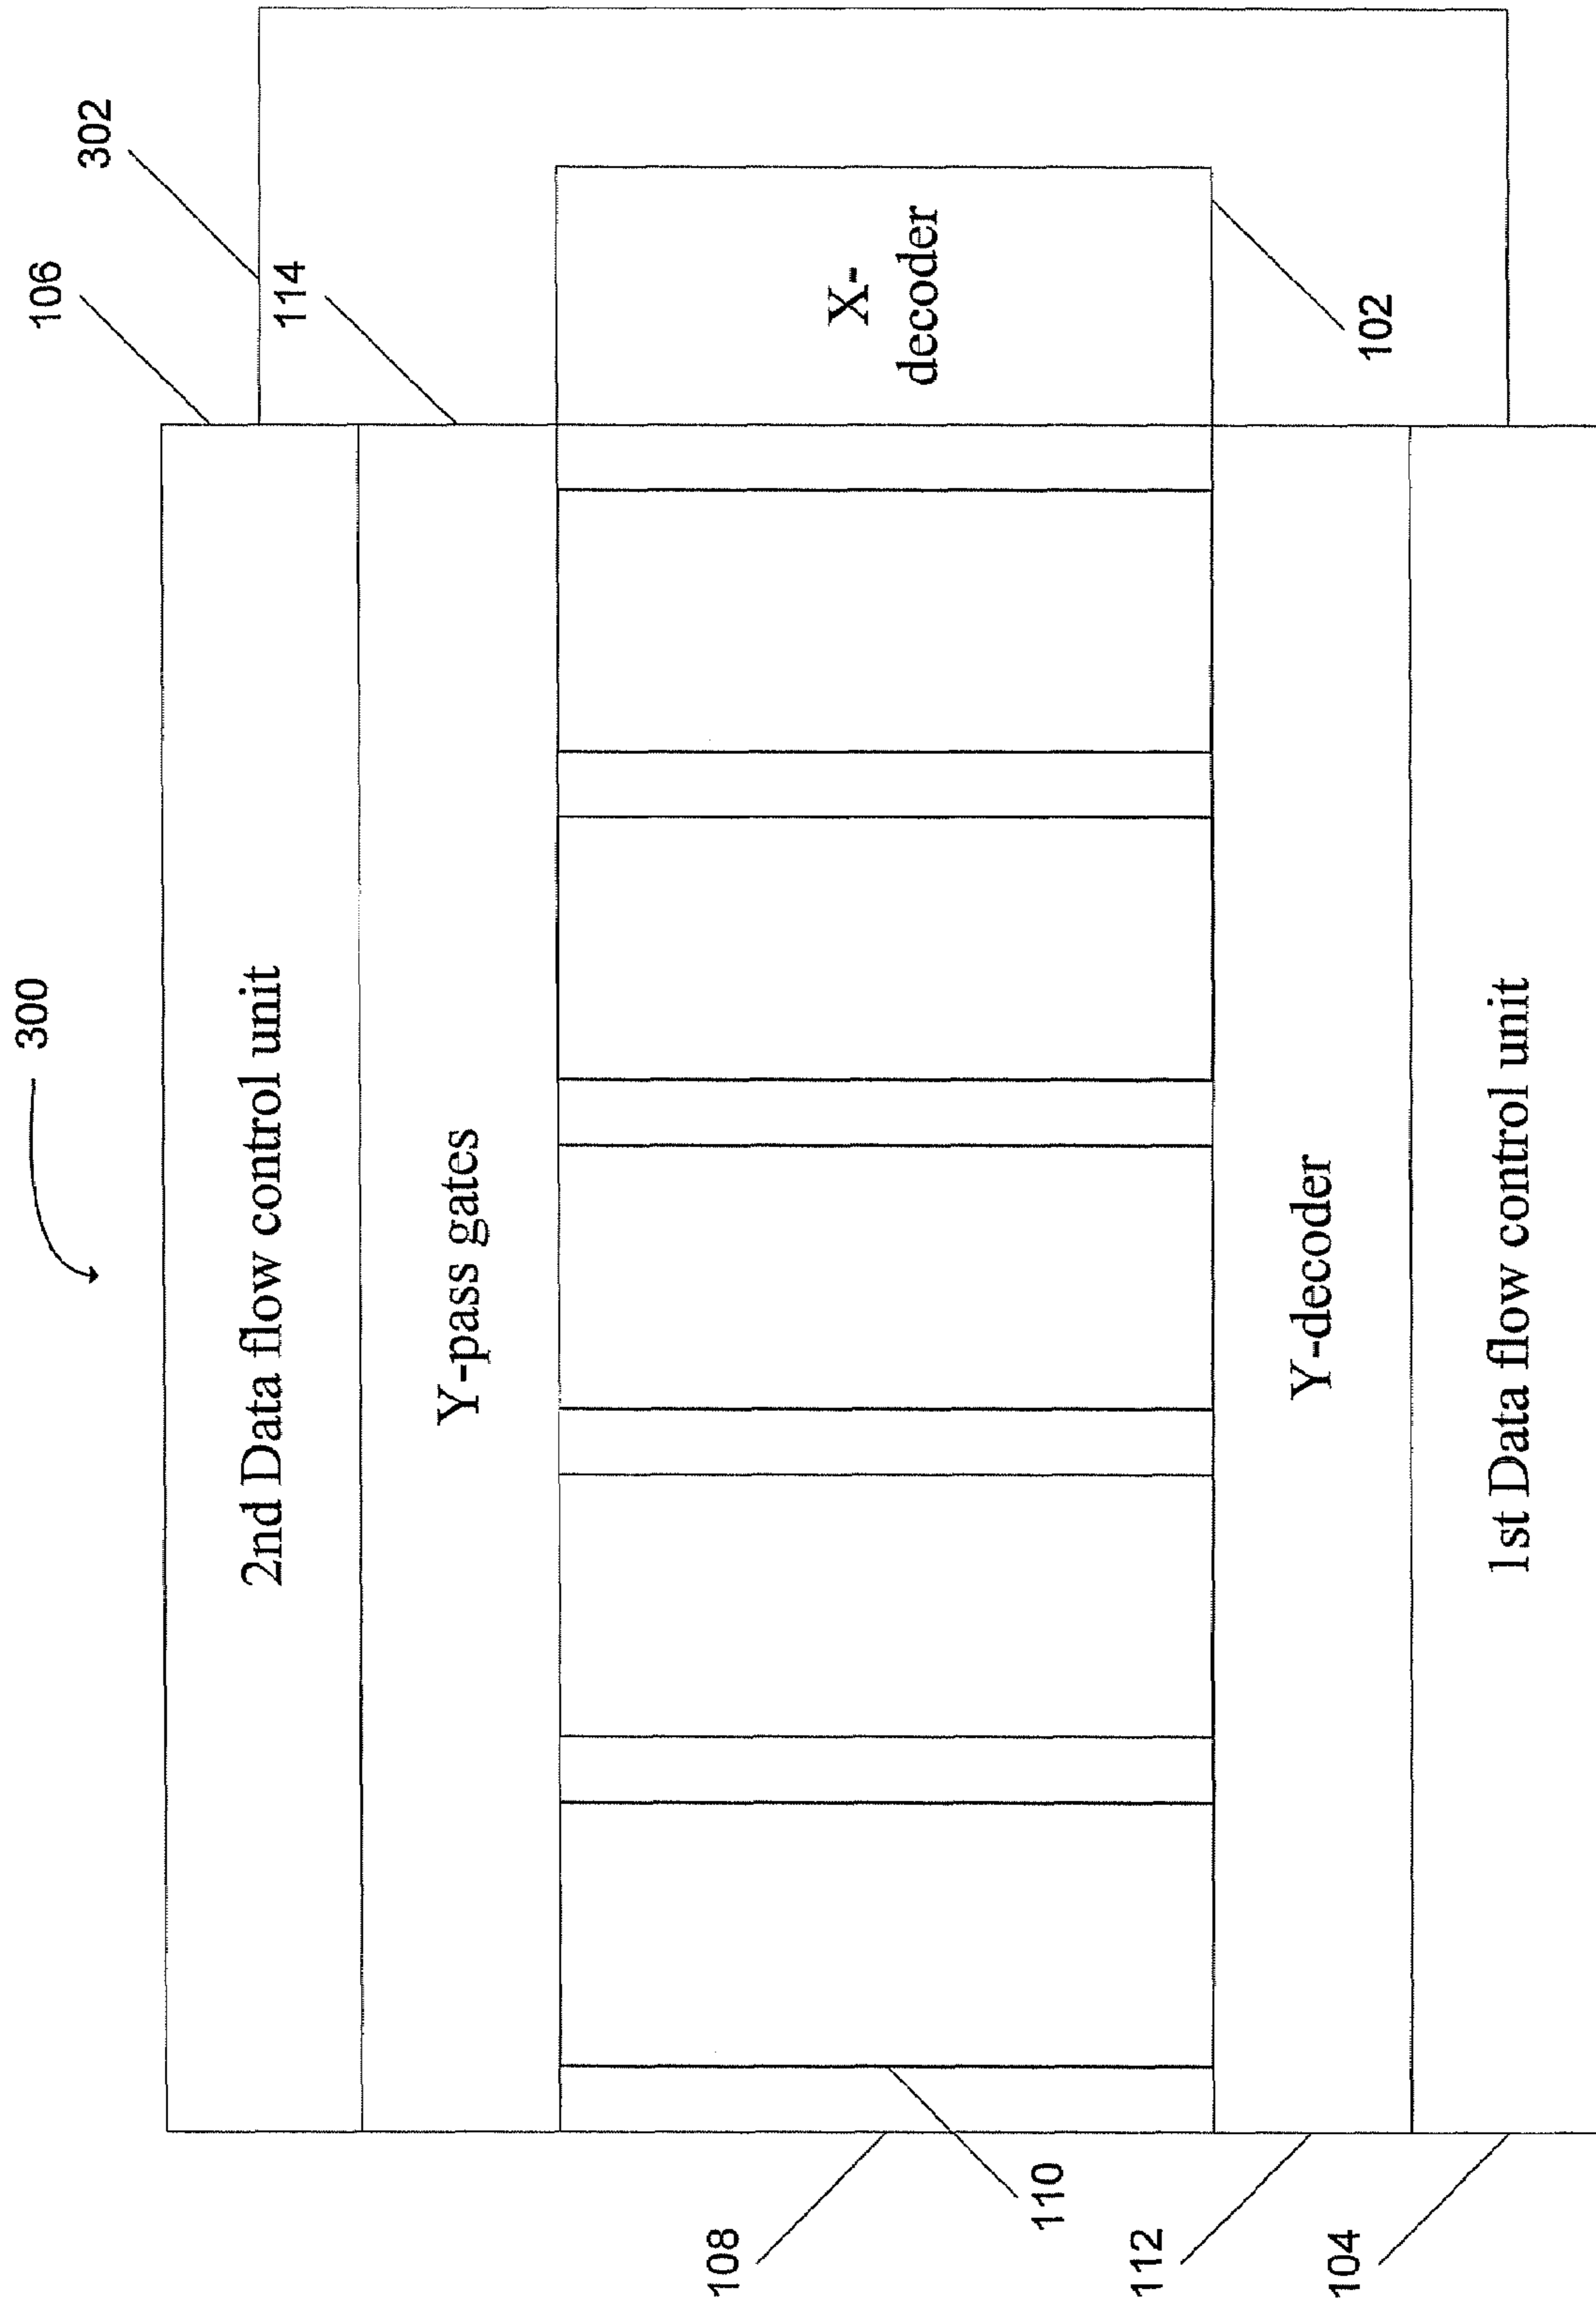 300
302
106
114
2nd Data flow control unit
Y-pass gates
X-
decoder
102
Y-decoder
1st Data flow control unit
108
110
112
104